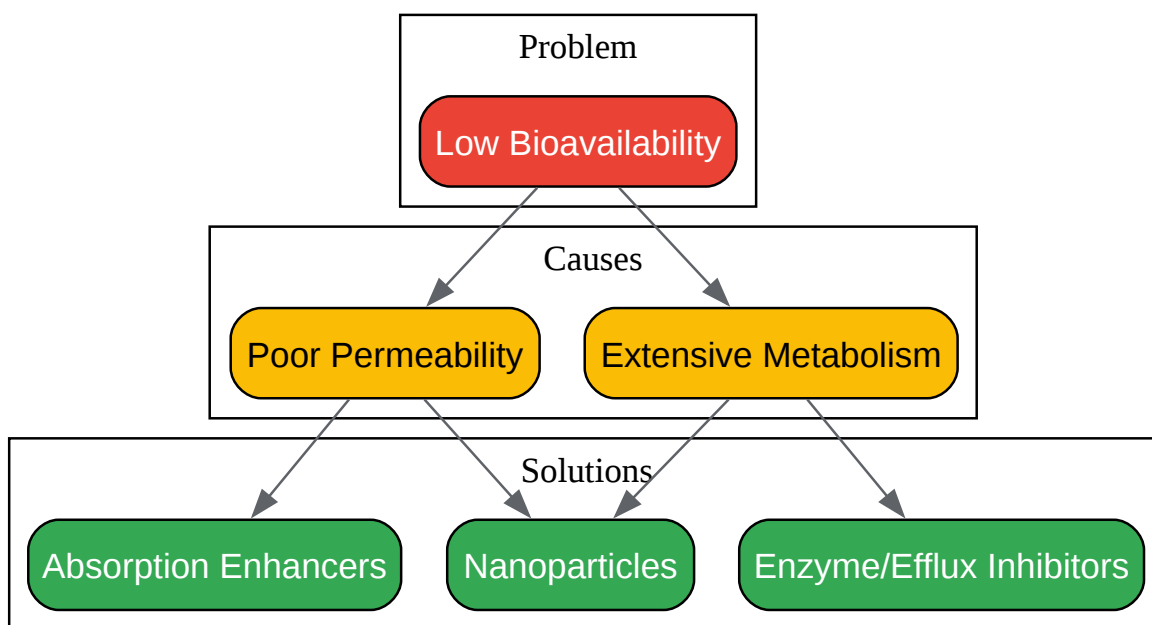 Problem
Low Bioavailability
Causes
Poor Permeability
Extensive Metabolism
Solutions
Absorption Enhancers
Nanoparticles
Enzyme/Efflux Inhibitors